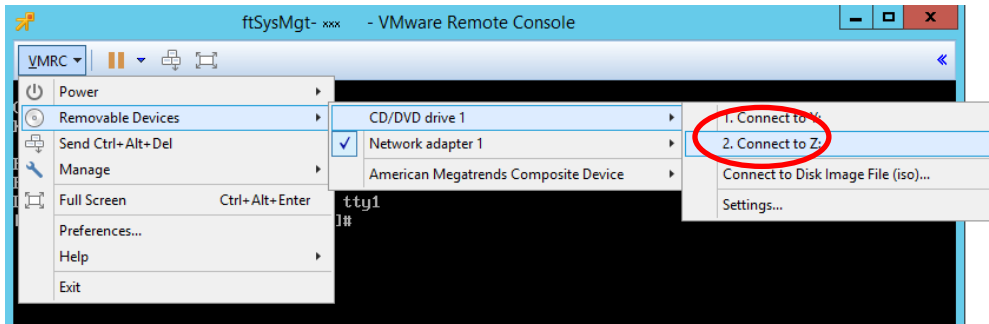 ftSysMgt- xxx - VMware Remote Console
VMRC
Power
Removable Devices
Send Ctrl+Alt+Del
Manage
Full Screen Ctrl+Alt+Enter
Preferences...
Help
Exit
CD/DVD drive 1
Network adapter 1
American Megatrends Composite Device
1. Connect to Y:
2. Connect to Z:
Connect to Disk Image File (iso)...
Settings...
tty1
]#